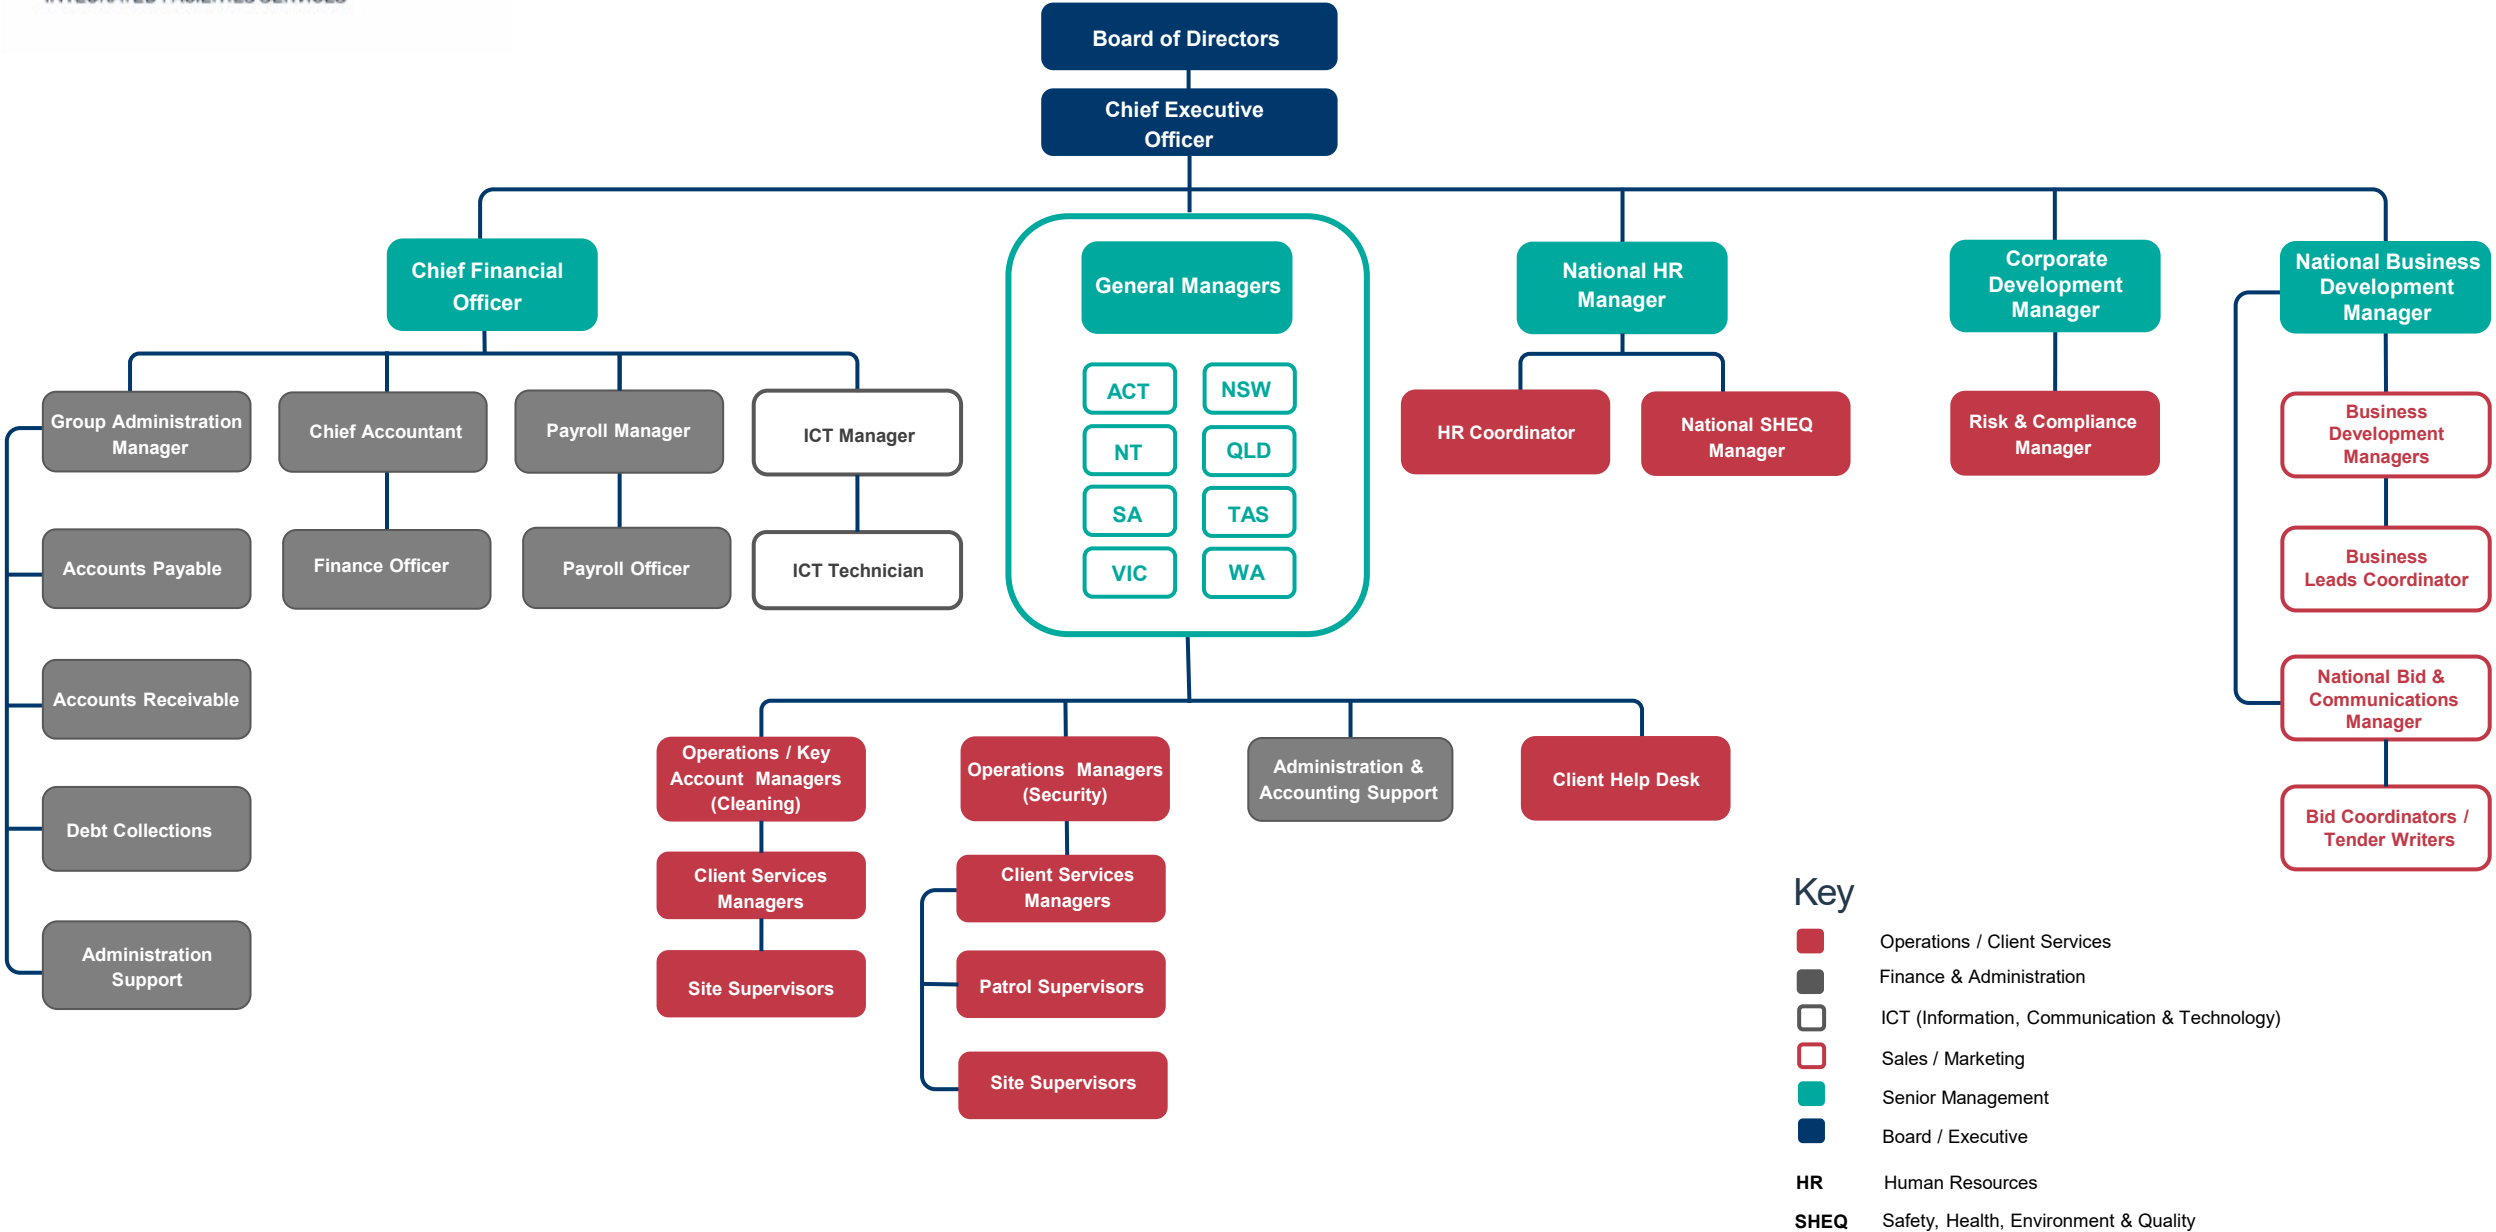 INTEGRATED FACILITIES SERVICES
Board of Directors
Chief Executive
Officer
Chief Financial
Officer
General Managers
National HR
Manager
Corporate
Development
Manager
National Business
Development
Manager
ACT
NSW
NT
QLD
SA
TAS
VIC
WA
Group Administration
Manager
Chief Accountant
Payroll Manager
ICT Manager
HR Coordinator
National SHEQ
Manager
Risk & Compliance
Manager
Business
Development
Managers
Accounts Payable
Finance Officer
Payroll Officer
ICT Technician
Business
Leads Coordinator
Accounts Receivable
National Bid &
Communications
Manager
Debt Collections
Operations / Key
Account Managers
(Cleaning)
Operations Managers
(Security)
Administration &
Accounting Support
Client Help Desk
Bid Coordinators /
Tender Writers
Administration
Support
Client Services
Managers
Client Services
Managers
Site Supervisors
Patrol Supervisors
Site Supervisors
Key
Operations / Client Services
Finance & Administration
ICT (Information, Communication & Technology)
Sales / Marketing
Senior Management
Board / Executive
HR Human Resources
SHEQ Safety, Health, Environment & Quality